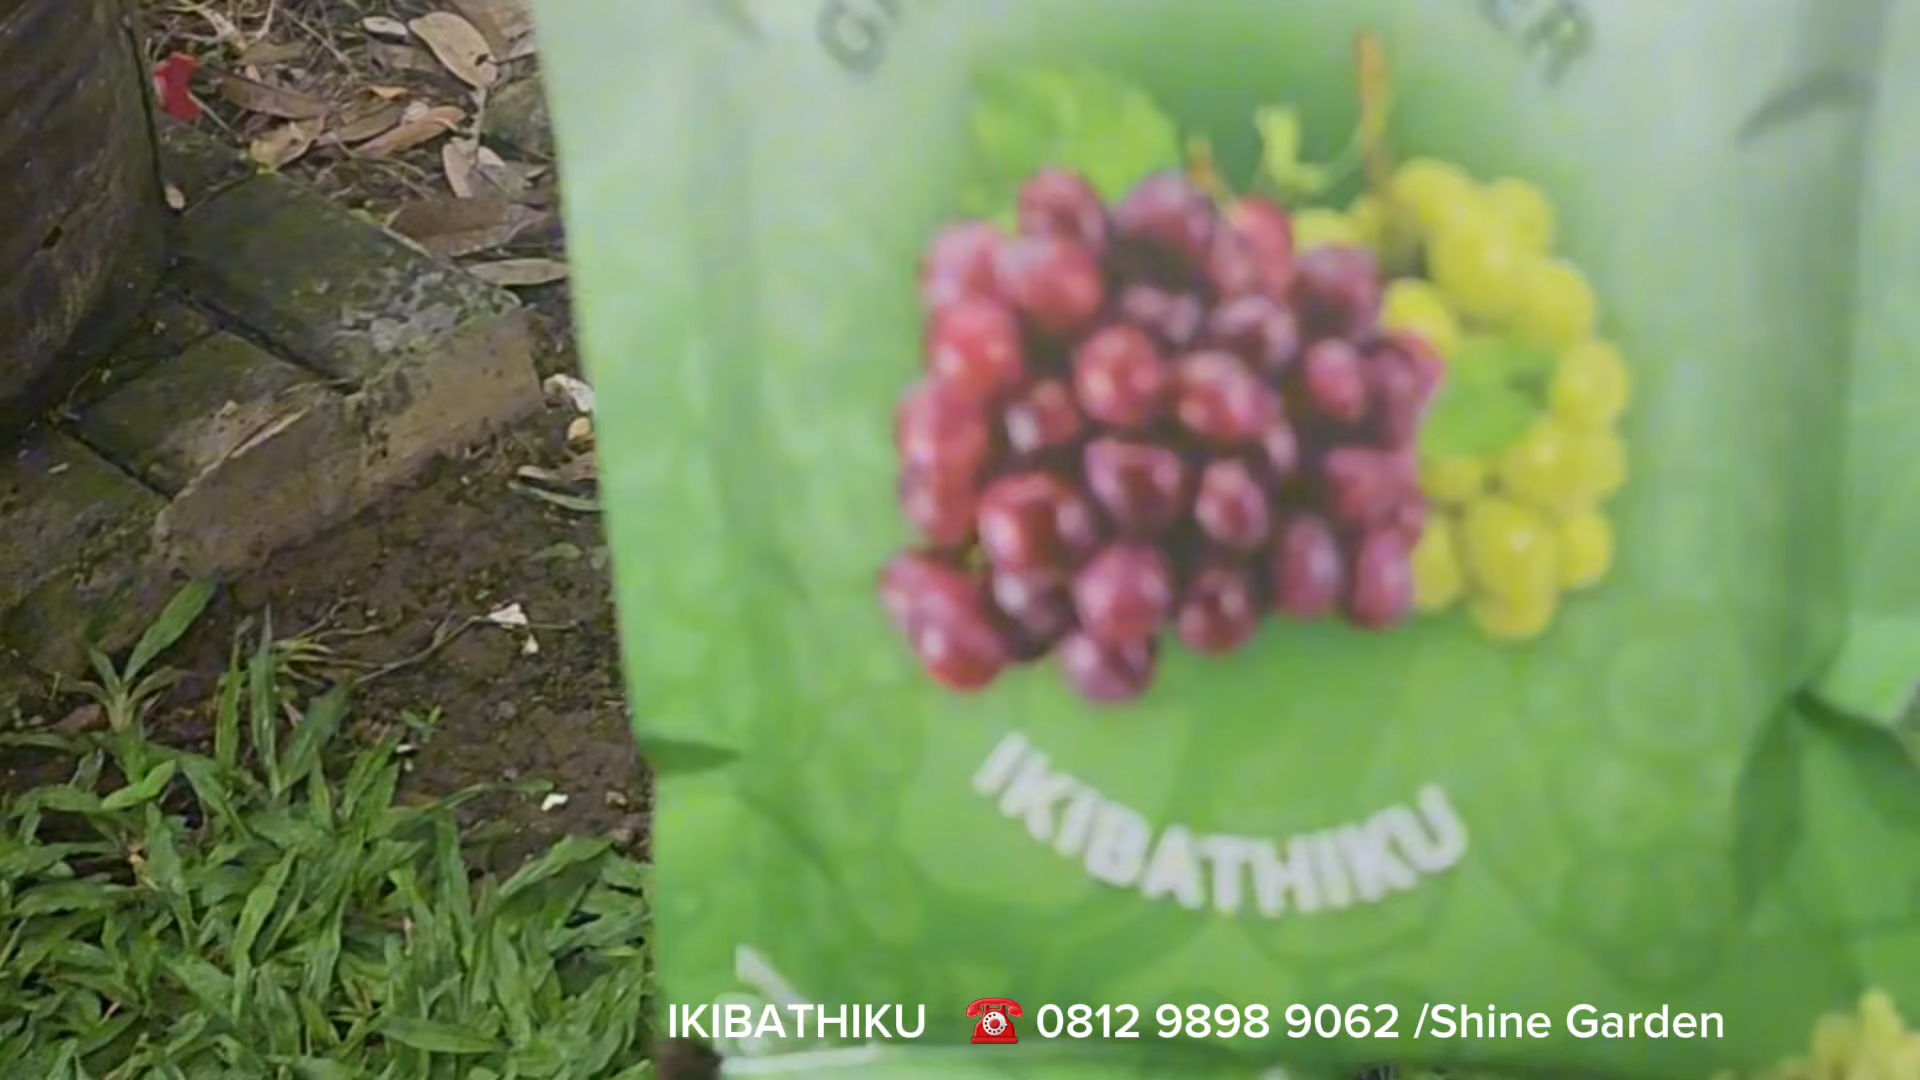 IKIBATHIKU
IKIBATHIKU ☎️ 0812 9898 9062 /Shine Garden